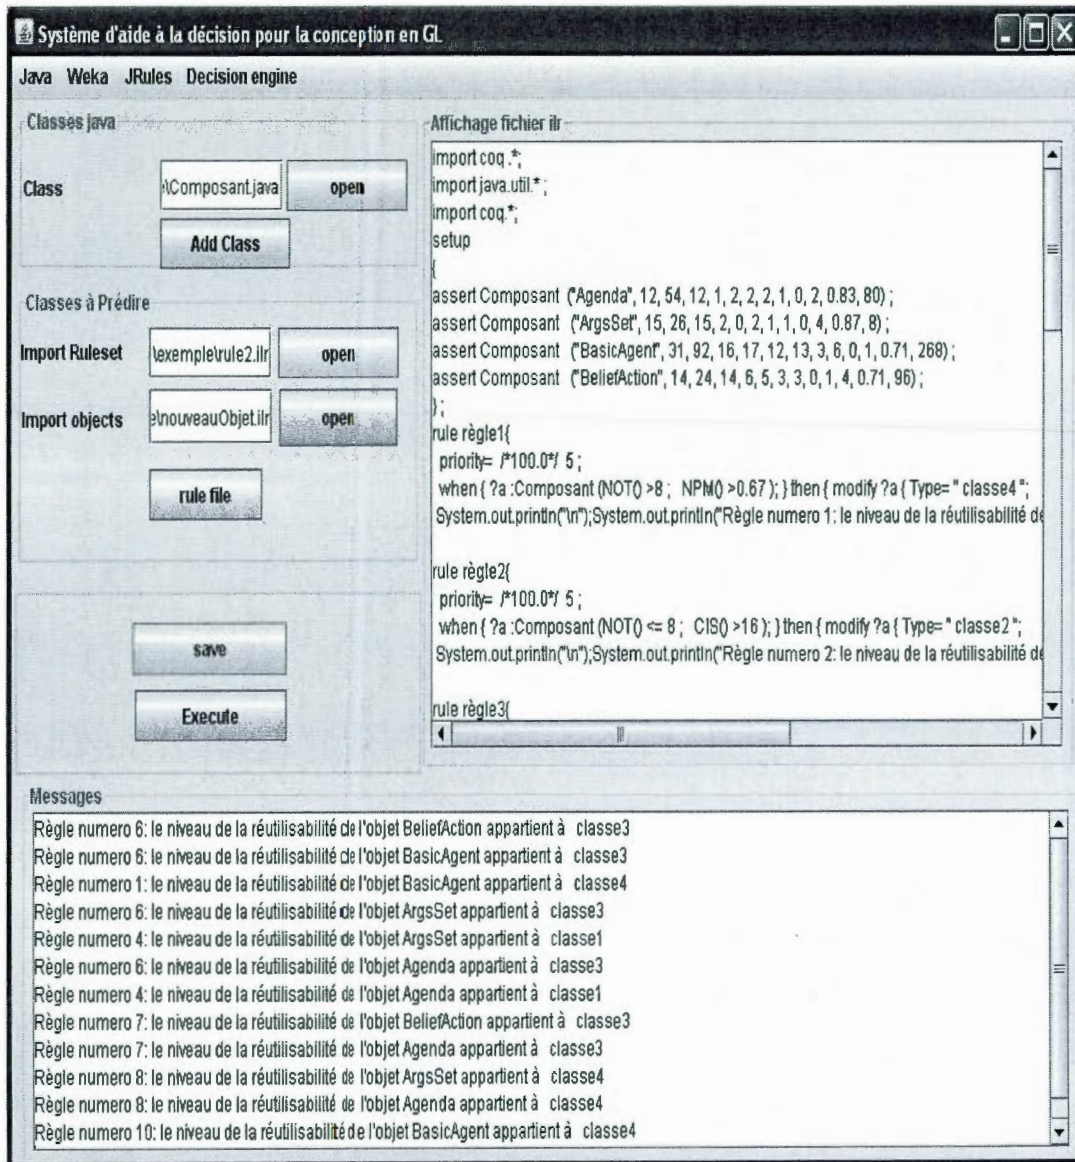 Système d'aide à la décision pour la conception en GL
Java Weka JRules Decision engine
Classes java
Class
\Composant.java
open
Add Class
Classes à Prédire
Import Ruleset
\exemple\rule2.ilr
open
Import objects
e\nouveauObjet.ilr
open
rule file
save
Execute
Affichage fichier ilr
import coq .*;
import java.util.* ;
import coq.*;
setup
{
assert Composant ("Agenda", 12, 54, 12, 1, 2, 2, 2, 1, 0, 2, 0.83, 80) ;
assert Composant ("ArgsSet", 15, 26, 15, 2, 0, 2, 1, 1, 0, 4, 0.87, 8) ;
assert Composant ("BasicAgent", 31, 92, 16, 17, 12, 13, 3, 6, 0, 1, 0.71, 268) ;
assert Composant ("BeliefAction", 14, 24, 14, 6, 5, 3, 3, 0, 1, 4, 0.71, 96) ;
} ;
rule règle1{
priority= /*100.0*/ 5 ;
when { ?a :Composant (NOT() >8 ; NPM() >0.67 ); } then { modify ?a { Type= " classe4 ";
System.out.println("\n");System.out.println("Règle numero 1: le niveau de la réutilisabilité de
rule règle2{
priority= /*100.0*/ 5 ;
when { ?a :Composant (NOT() <= 8 ; CIS() >16 ); } then { modify ?a { Type= " classe2 ";
System.out.println("\n");System.out.println("Règle numero 2: le niveau de la réutilisabilité de
rule règle3{
Messages
Règle numero 6: le niveau de la réutilisabilité de l'objet BeliefAction appartient à classe3
Règle numero 6: le niveau de la réutilisabilité de l'objet BasicAgent appartient à classe3
Règle numero 1: le niveau de la réutilisabilité de l'objet BasicAgent appartient à classe4
Règle numero 6: le niveau de la réutilisabilité de l'objet ArgsSet appartient à classe3
Règle numero 4: le niveau de la réutilisabilité de l'objet ArgsSet appartient à classe1
Règle numero 6: le niveau de la réutilisabilité de l'objet Agenda appartient à classe3
Règle numero 4: le niveau de la réutilisabilité de l'objet Agenda appartient à classe1
Règle numero 7: le niveau de la réutilisabilité de l'objet BeliefAction appartient à classe3
Règle numero 7: le niveau de la réutilisabilité de l'objet Agenda appartient à classe3
Règle numero 8: le niveau de la réutilisabilité de l'objet ArgsSet appartient à classe4
Règle numero 8: le niveau de la réutilisabilité de l'objet Agenda appartient à classe4
Règle numero 10: le niveau de la réutilisabilité de l'objet BasicAgent appartient à classe4